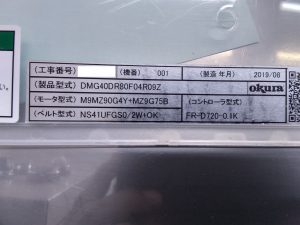 (工事番号) (機番) 001 (製造年月) 2019/06
(製品型式) DMG40DR80F04R09Z okura
(モータ型式) M9MZ90G4Y+MZ9G75B (コントローラ型式)
(ベルト型式) NS41UFGS0/2W+OK FR-D720-0.1K